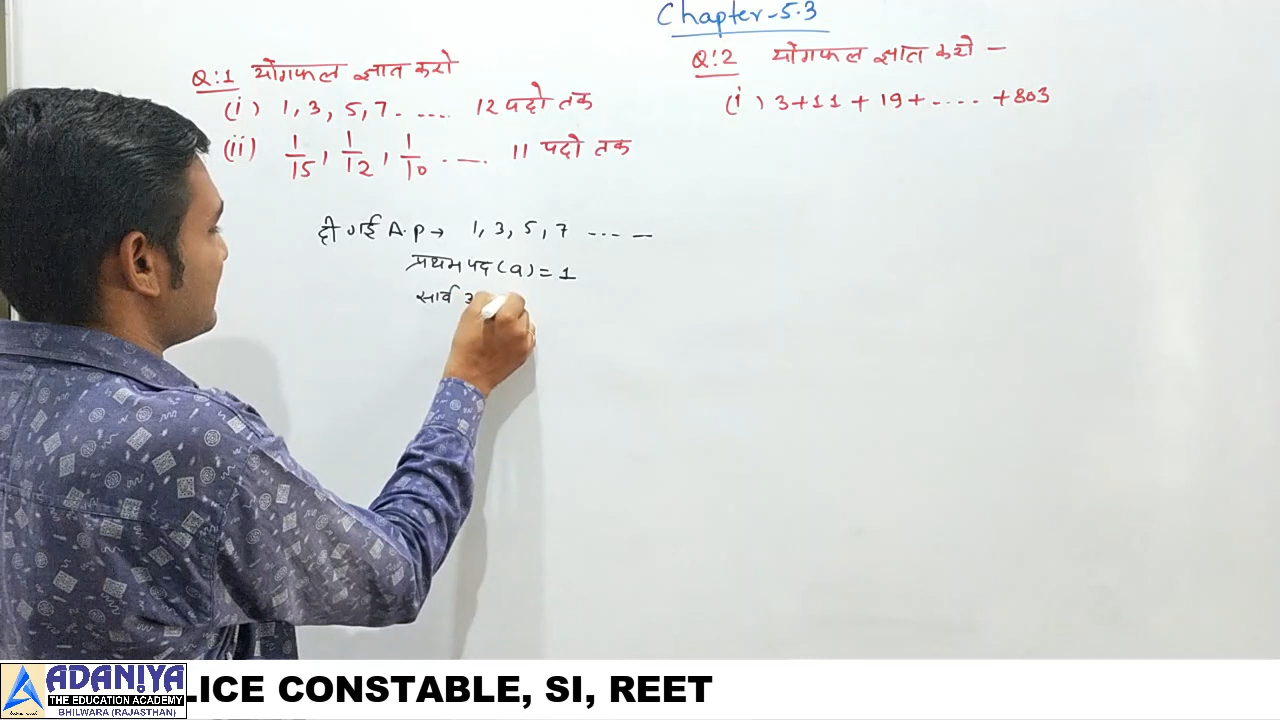 Chapter-5.3
Q:1 योगफल ज्ञात करो
(i) 1, 3, 5, 7 - .... 12 पदो तक
(ii) 1/15, 1/12, 1/10 . __. 11 पदो तक
Q:2 योगफल ज्ञात करो —
(i) 3+11 + 19+ ..... +803
दी गई A.P → 1, 3, 5, 7 -... —
प्रथम पद (a) = 1
सार्व
ADANIYA
THE EDUCATION ACADEMY
BHILWARA (RAJASTHAN)
LICE CONSTABLE, SI, REET